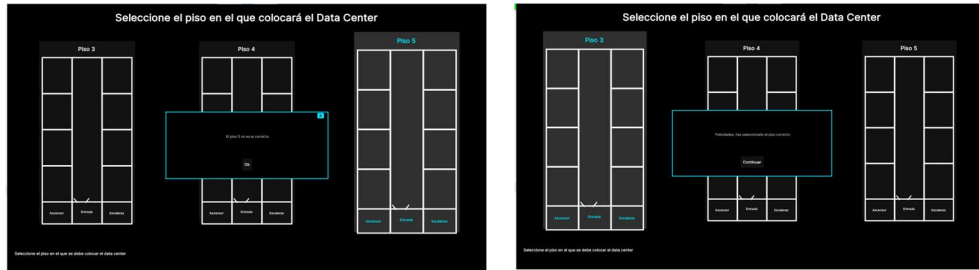 Seleccione el piso en el que colocará el Data Center
Piso 3
Piso 4
Piso 5
El piso 5 no es el correcto
Ok
Ascensor
Entrada
Escaleras
Ascensor
Entrada
Escaleras
Ascensor
Entrada
Escaleras
Seleccione el piso en el que se debe colocar el data center
Seleccione el piso en el que colocará el Data Center
Piso 3
Piso 4
Piso 5
Felicidades, has seleccionado el piso correcto.
Continuar
Ascensor
Entrada
Escaleras
Ascensor
Entrada
Escaleras
Ascensor
Entrada
Escaleras
Seleccione el piso en el que se debe colocar el data center